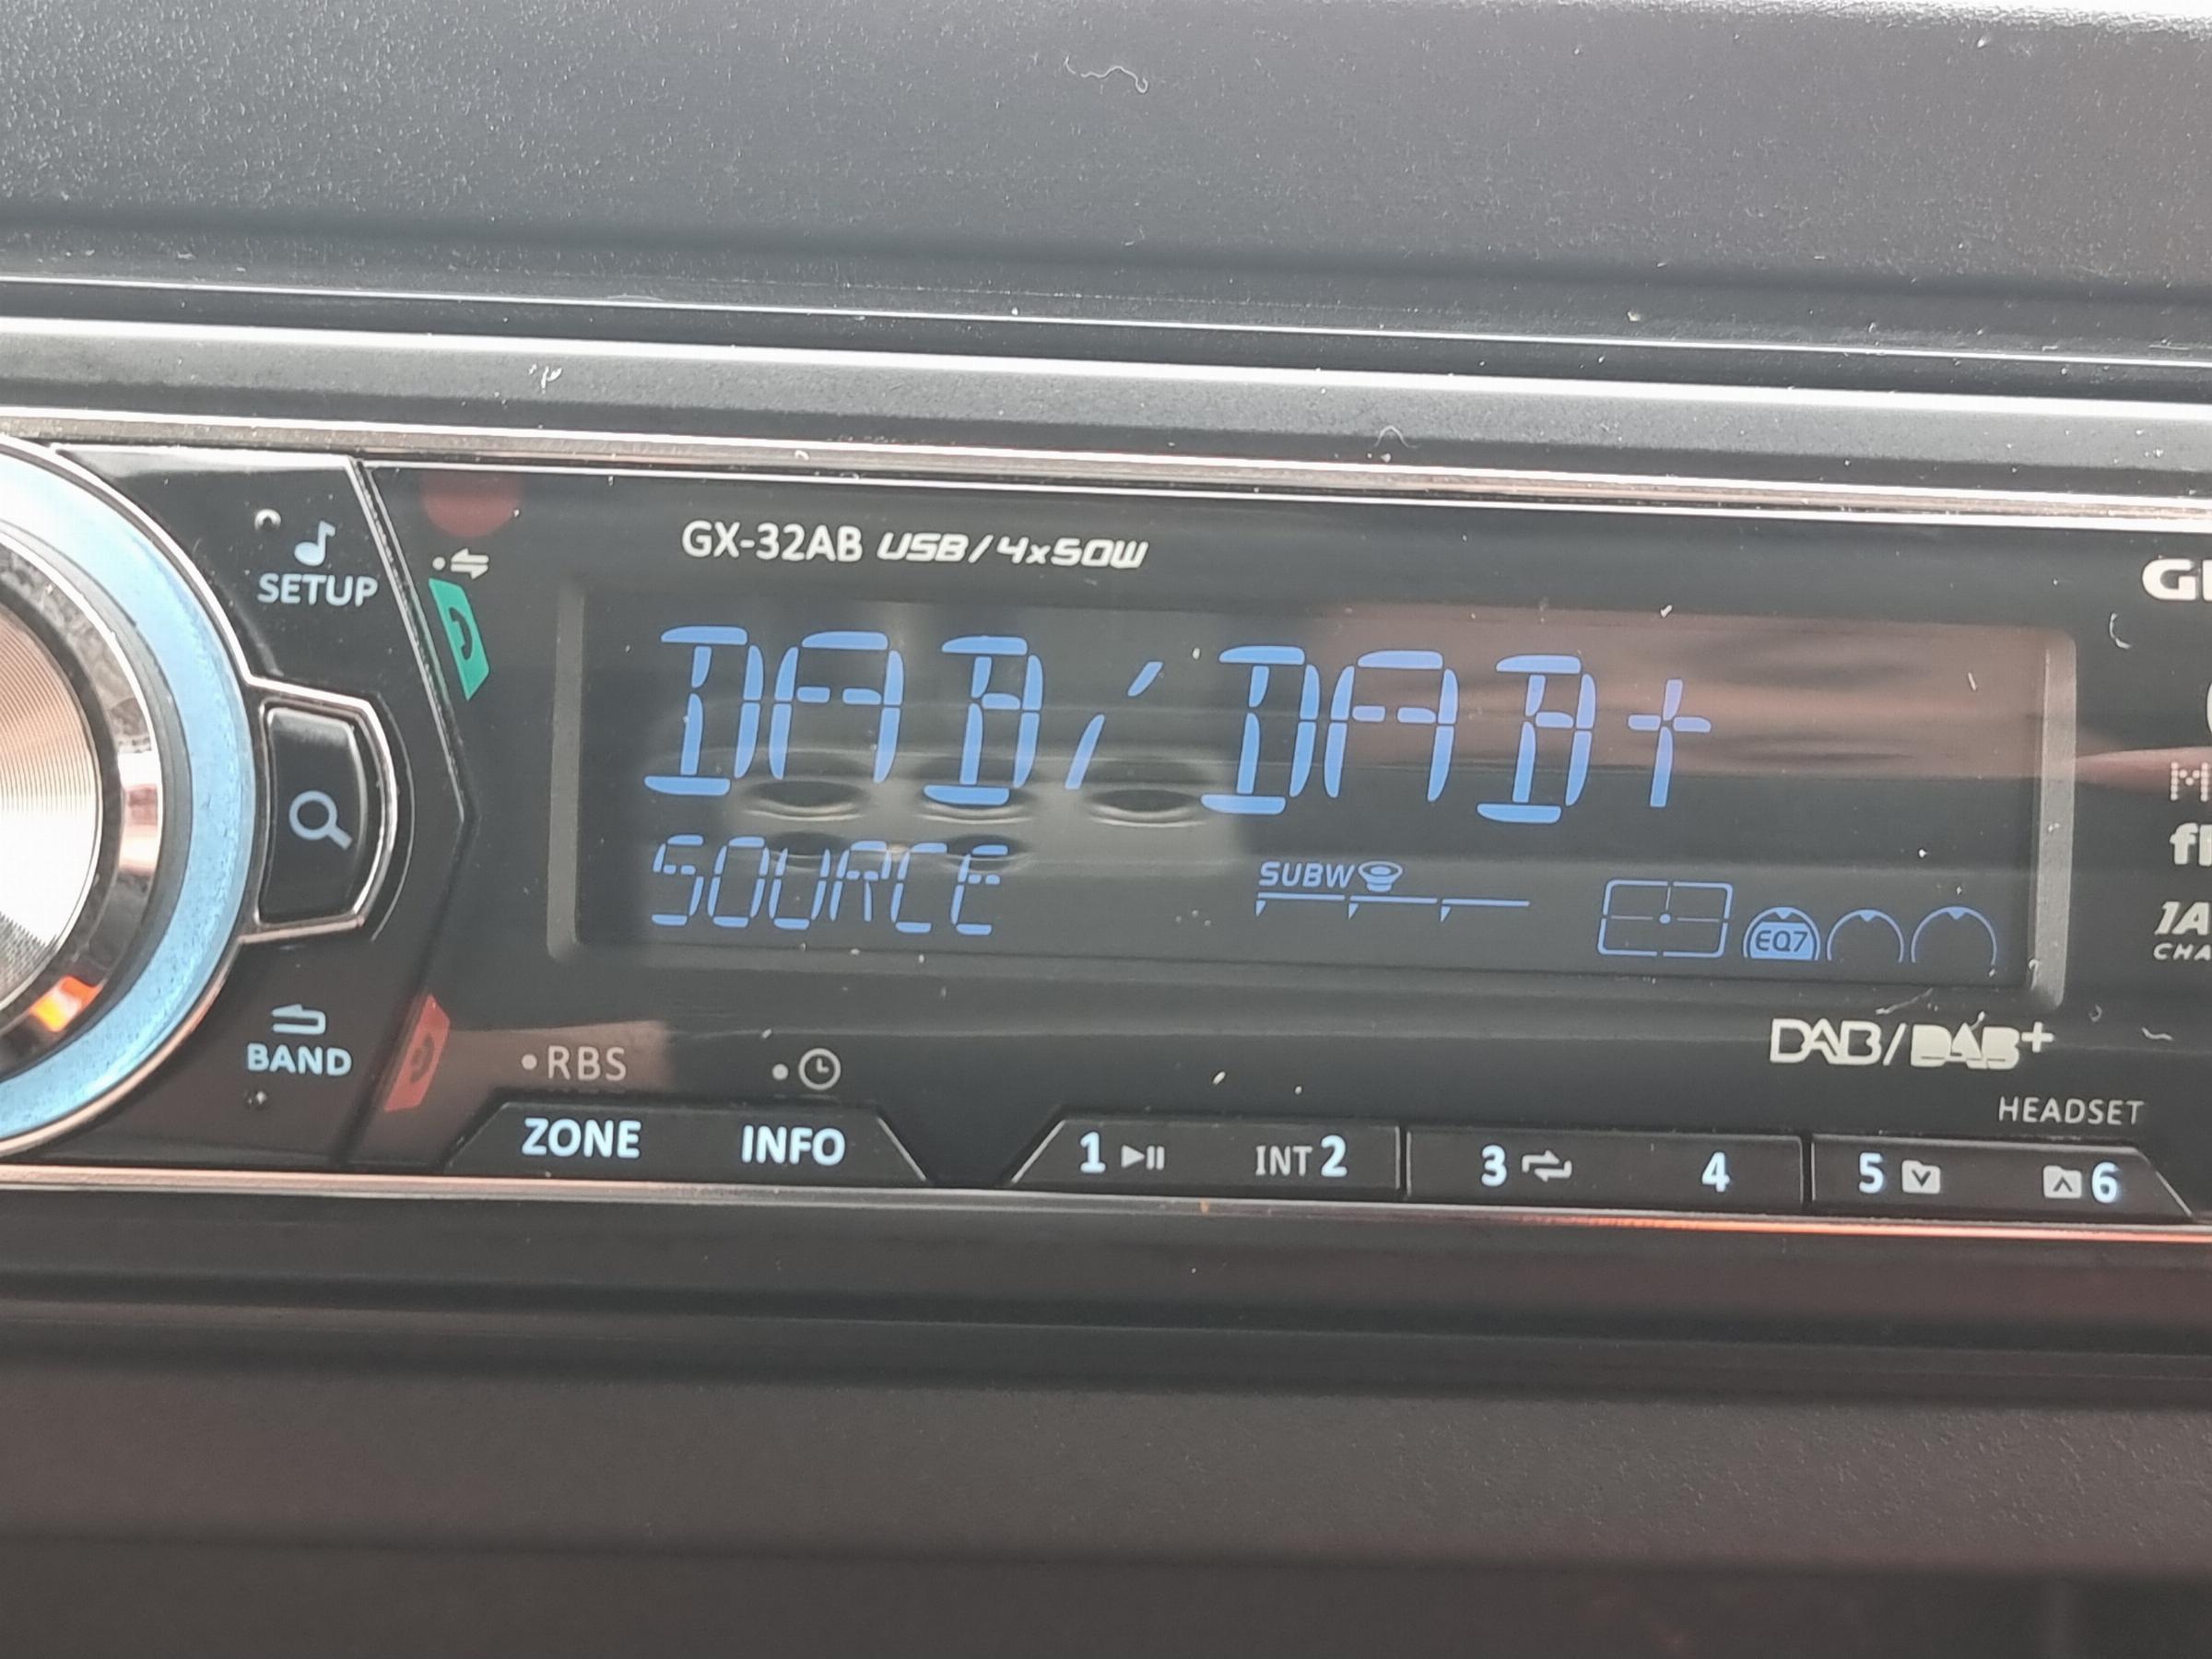 GX-32AB USB/4x50W
SETUP
DAB/DAB+
SOURCE
SUBW
EQ7
BAND
DAB/DAB+
RBS
HEADSET
ZONE
INFO
1
INT 2
3
4
5
6